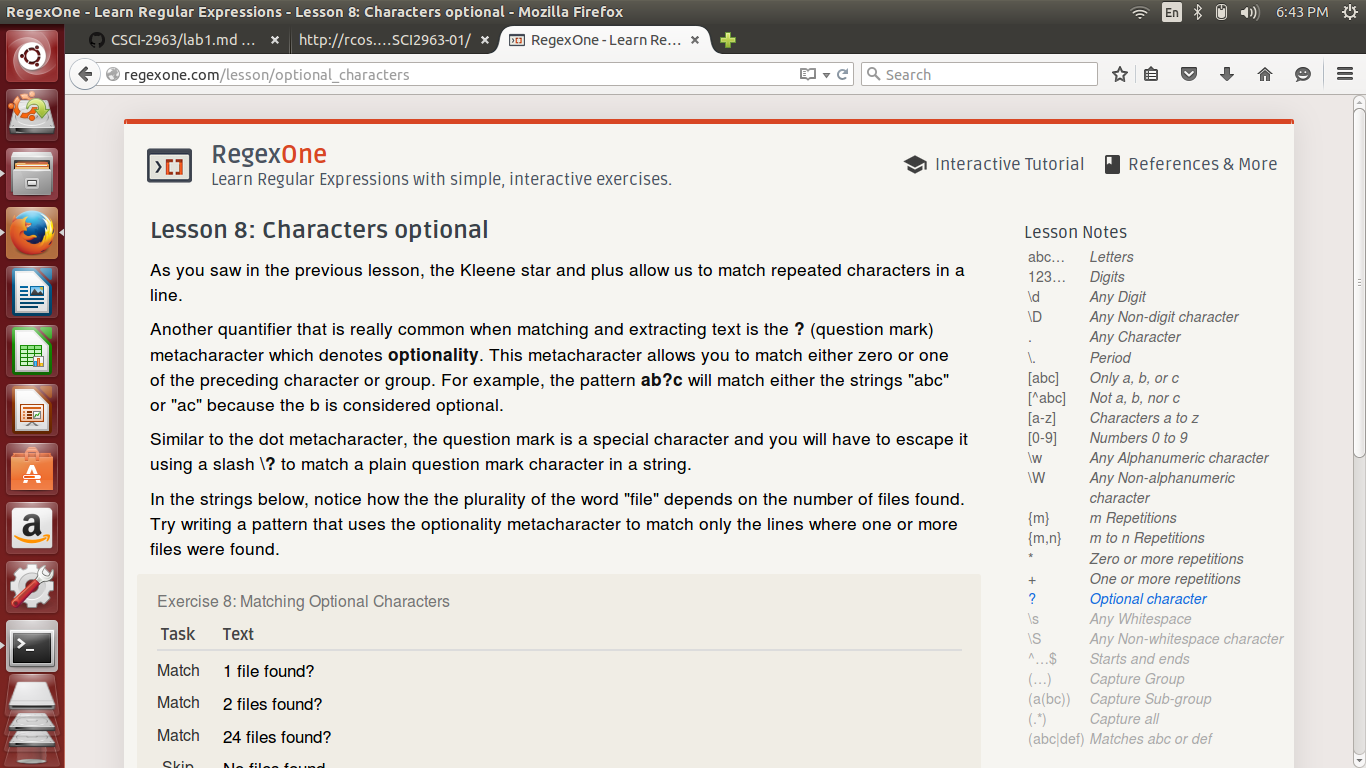 RegexOne - Learn Regular Expressions - Lesson 8: Characters optional - Mozilla Firefox
En
6:43 PM
CSCI-2963/lab1.md ...
http://rcos....SCI2963-01/
RegexOne - Learn Re...
regexone.com/lesson/optional_characters
Search
RegexOne
Learn Regular Expressions with simple, interactive exercises.
Interactive Tutorial
References & More
Lesson 8: Characters optional
As you saw in the previous lesson, the Kleene star and plus allow us to match repeated characters in a
line.
Another quantifier that is really common when matching and extracting text is the ? (question mark)
metacharacter which denotes optionality. This metacharacter allows you to match either zero or one
of the preceding character or group. For example, the pattern ab?c will match either the strings "abc"
or "ac" because the b is considered optional.
Similar to the dot metacharacter, the question mark is a special character and you will have to escape it
using a slash \? to match a plain question mark character in a string.
In the strings below, notice how the the plurality of the word "file" depends on the number of files found.
Try writing a pattern that uses the optionality metacharacter to match only the lines where one or more
files were found.
Exercise 8: Matching Optional Characters
Task Text
Match 1 file found?
Match 2 files found?
Match 24 files found?
Skip No files found
Lesson Notes
abc… Letters
123… Digits
\d Any Digit
\D Any Non-digit character
. Any Character
\. Period
[abc] Only a, b, or c
[^abc] Not a, b, nor c
[a-z] Characters a to z
[0-9] Numbers 0 to 9
\w Any Alphanumeric character
\W Any Non-alphanumeric
character
{m} m Repetitions
{m,n} m to n Repetitions
* Zero or more repetitions
+ One or more repetitions
? Optional character
\s Any Whitespace
\S Any Non-whitespace character
^…$ Starts and ends
(…) Capture Group
(a(bc)) Capture Sub-group
(.*) Capture all
(abc|def) Matches abc or def